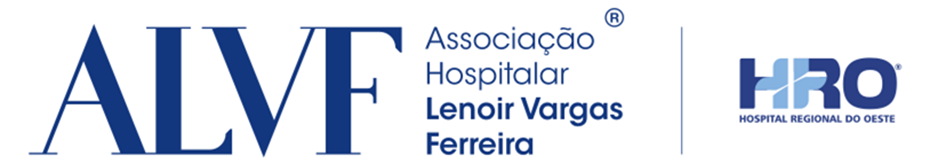 ALVF
Associação ®
Hospitalar
Lenoir Vargas
Ferreira
HRO®
HOSPITAL REGIONAL DO OESTE